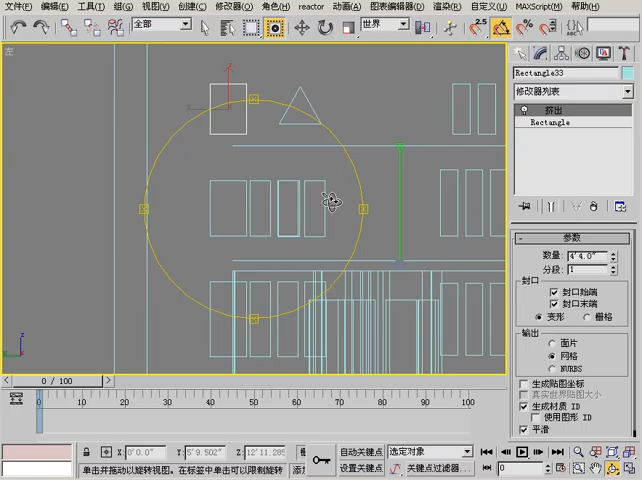 文件(F) 编辑(E) 工具(T) 组(G) 视图(V) 创建(C) 修改器(O) 角色(H) reactor 动画(A) 图表编辑器(D) 渲染(R) 自定义(U) MAXScript(M) 帮助(H)
全部 世界 2.5
左
Rectangle33
修改器列表
挤出
Rectangle
参数
数量: 4'4.0"
分段: 1
封口
封口始端
封口末端
变形 栅格
输出
面片
网格
NURBS
生成贴图坐标
真实世界贴图大小
生成材质 ID
使用图形 ID
平滑
z
0 / 100
0 10 20 30 40 50 60 70 80 90 100
X: 0'0.0" Y: 5'9.502" Z: 12'11.285 自动关键点 选定对象
单击并拖动以旋转视图。在标签中单击可以限制旋转 添加 设置关键点 关键点过滤器... 0